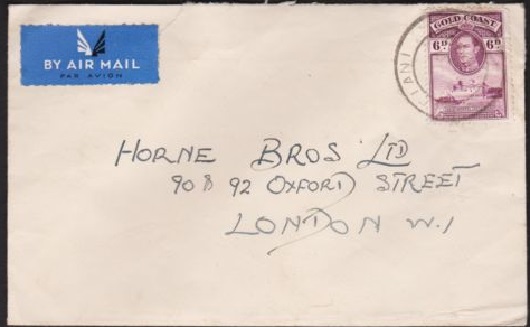 BY AIR MAIL
PAR AVION
GOLD COAST
6D. 6D.
HORNE BROS LTD
90 & 92 OXFORD STREET
LONDON W.1